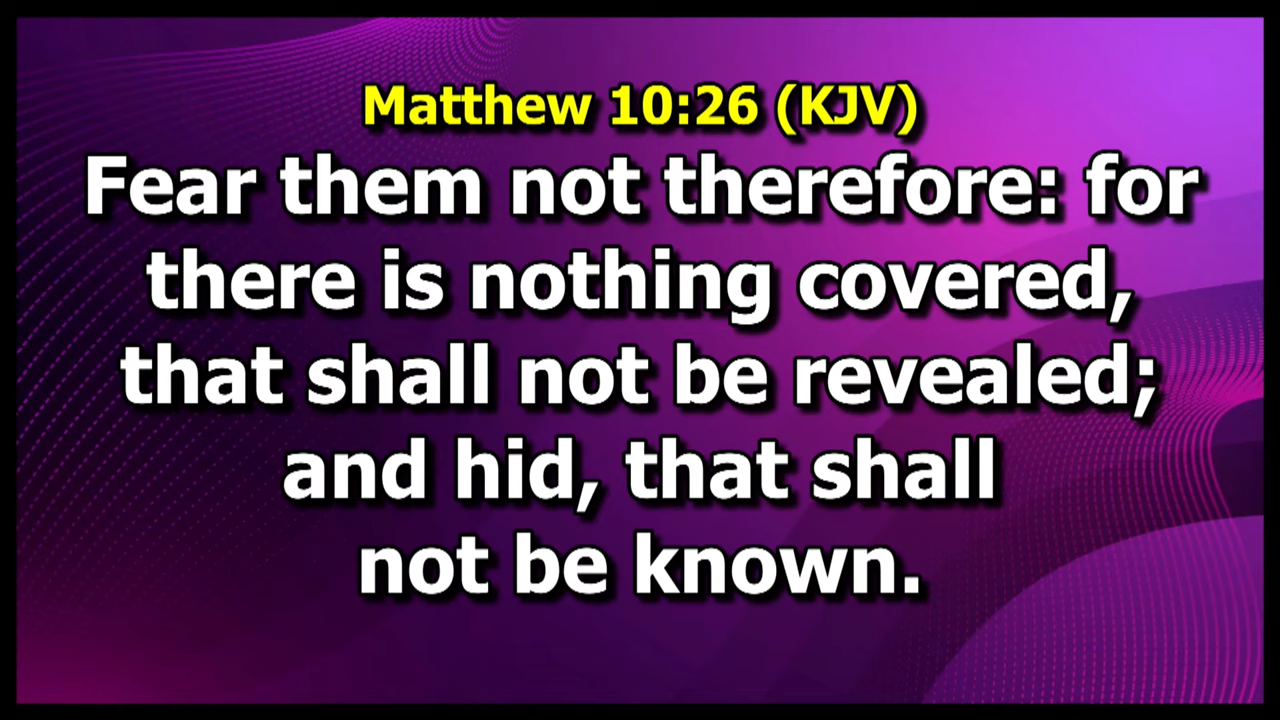 Matthew 10:26 (KJV)
Fear them not therefore: for
there is nothing covered,
that shall not be revealed;
and hid, that shall
not be known.